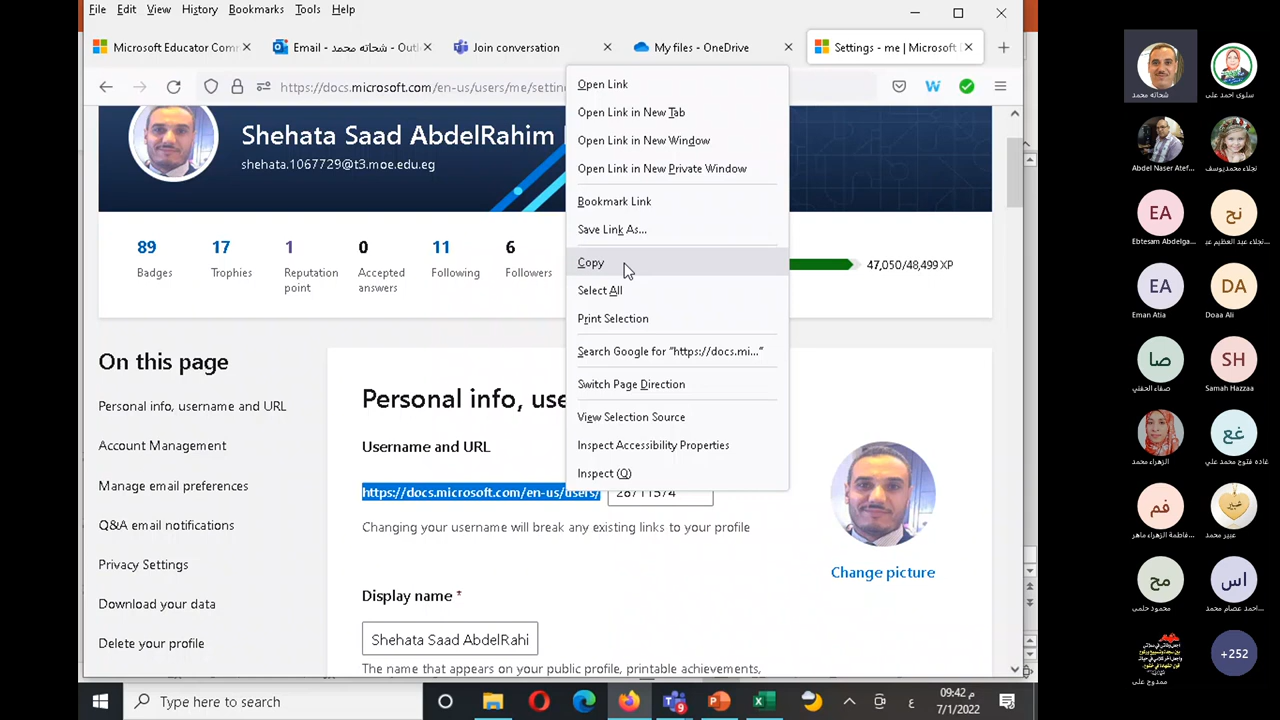 File Edit View History Bookmarks Tools Help
Microsoft Educator Com
Email - شحاته محمد - Outl
Join conversation
My files - OneDrive
Settings - me | Microsoft
https://docs.microsoft.com/en-us/users/me/settin
Shehata Saad AbdelRahim
shehata.1067729@t3.moe.edu.eg
89 Badges
17 Trophies
1 Reputation point
0 Accepted answers
11 Following
6 Followers
47,050/48,499 XP
Open Link
Open Link in New Tab
Open Link in New Window
Open Link in New Private Window
Bookmark Link
Save Link As...
Copy
Select All
Print Selection
Search Google for "https://docs.mi..."
Switch Page Direction
View Selection Source
Inspect Accessibility Properties
Inspect (Q)
On this page
Personal info, username and URL
Account Management
Manage email preferences
Q&A email notifications
Privacy Settings
Download your data
Delete your profile
Personal info, use
Username and URL
https://docs.microsoft.com/en-us/users/
28711574
Changing your username will break any existing links to your profile
Change picture
Display name *
Shehata Saad AbdelRahi
The name that appears on your public profile, printable achievements,
Type here to search
ع
09:42 م
7/1/2022
شحاته محمد
سلوى احمد على
Abdel Naser Atef...
نجلاء محمديوسف
EA
Ebtesam Abdelga...
نح
نجلاء عبد العظيم عبد...
EA
Eman Atia
DA
Doaa Ali
صا
صفاء الحفني
SH
Samah Hazzaa
الزهراء محمد
غع
غاده فتوح محمد علي
فم
فاطمة الزهراء ماهر...
عبير
عبير محمد
مح
محمود حلمى
اس
احمد عصام محمد...
ممدوح على
+252